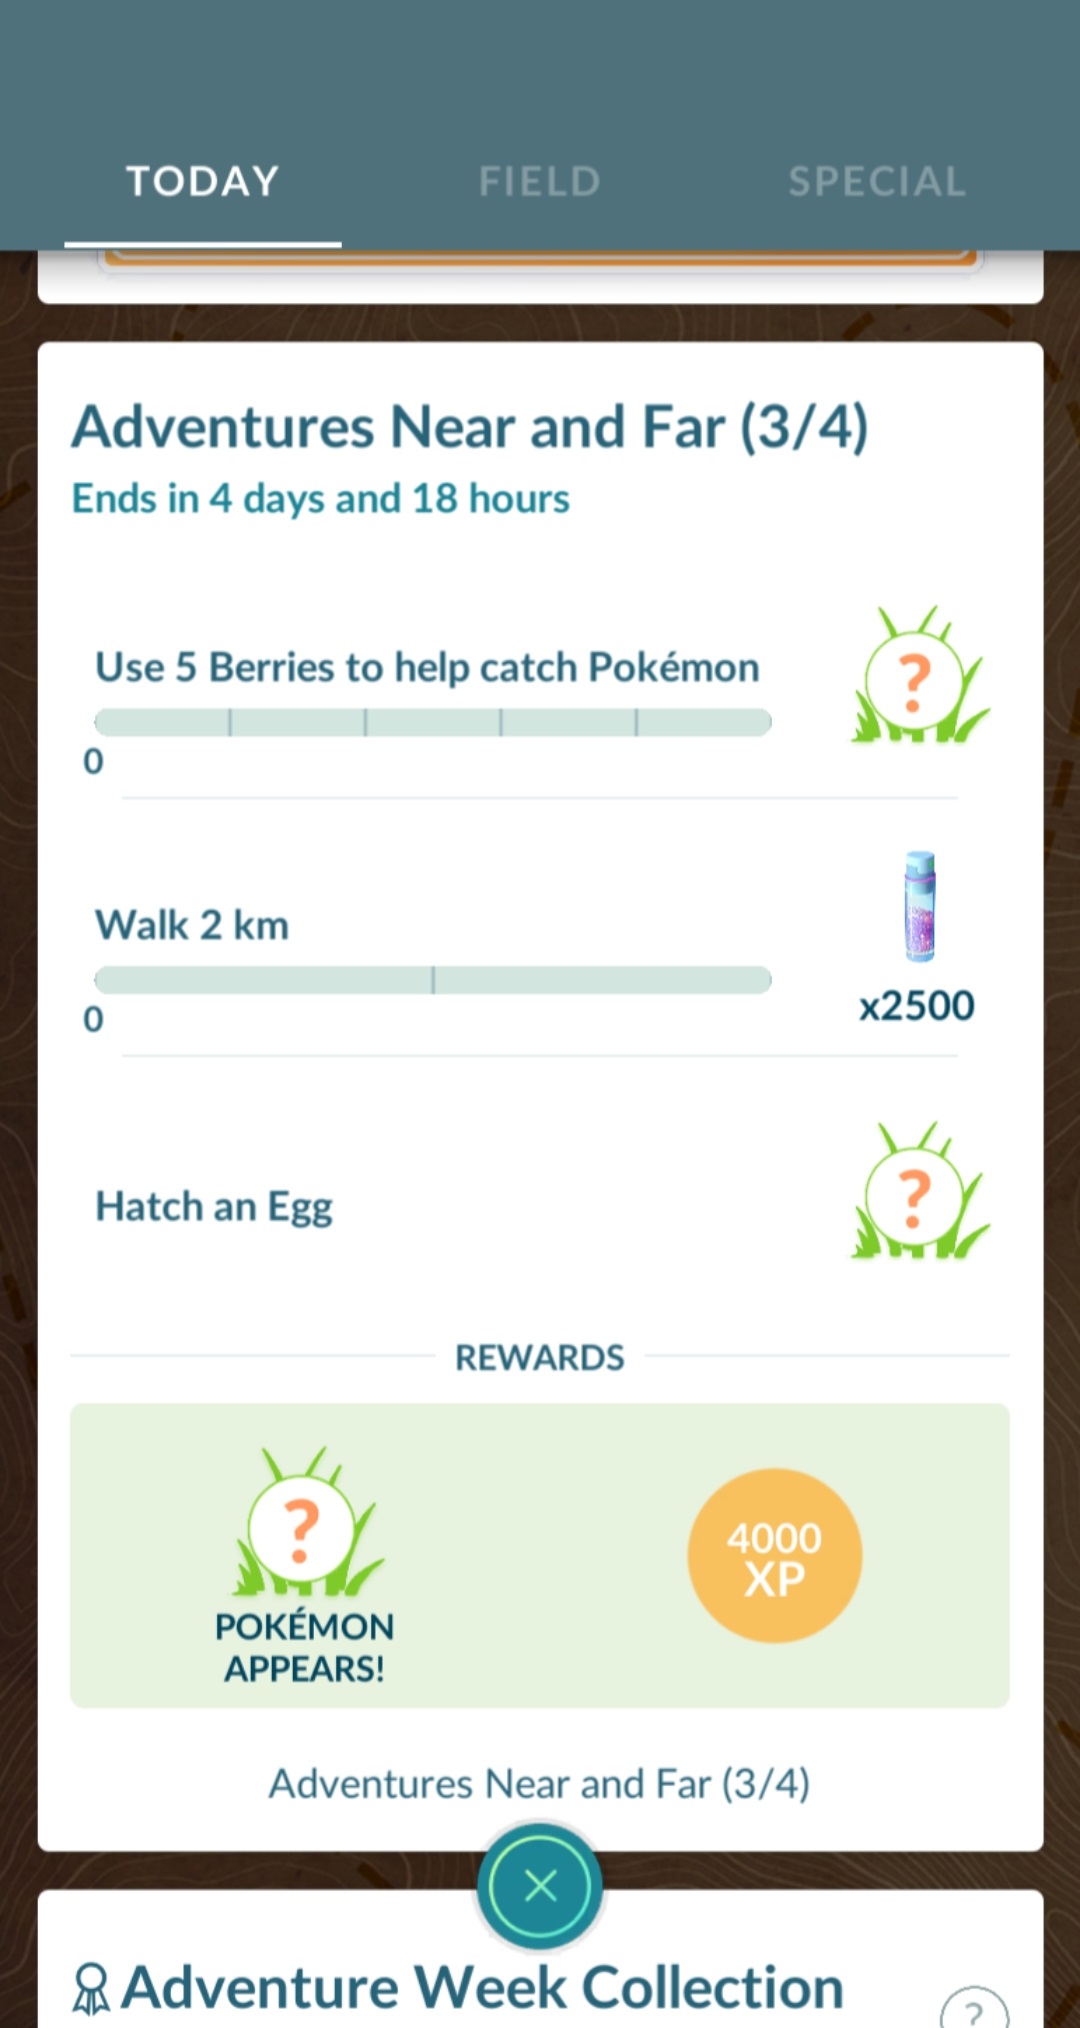 TODAY
FIELD
SPECIAL
Adventures Near and Far (3/4)
Ends in 4 days and 18 hours
Use 5 Berries to help catch Pokémon
?
0
Walk 2 km
0
x2500
Hatch an Egg
?
REWARDS
?
POKÉMON
APPEARS!
4000
XP
Adventures Near and Far (3/4)
Adventure Week Collection
?